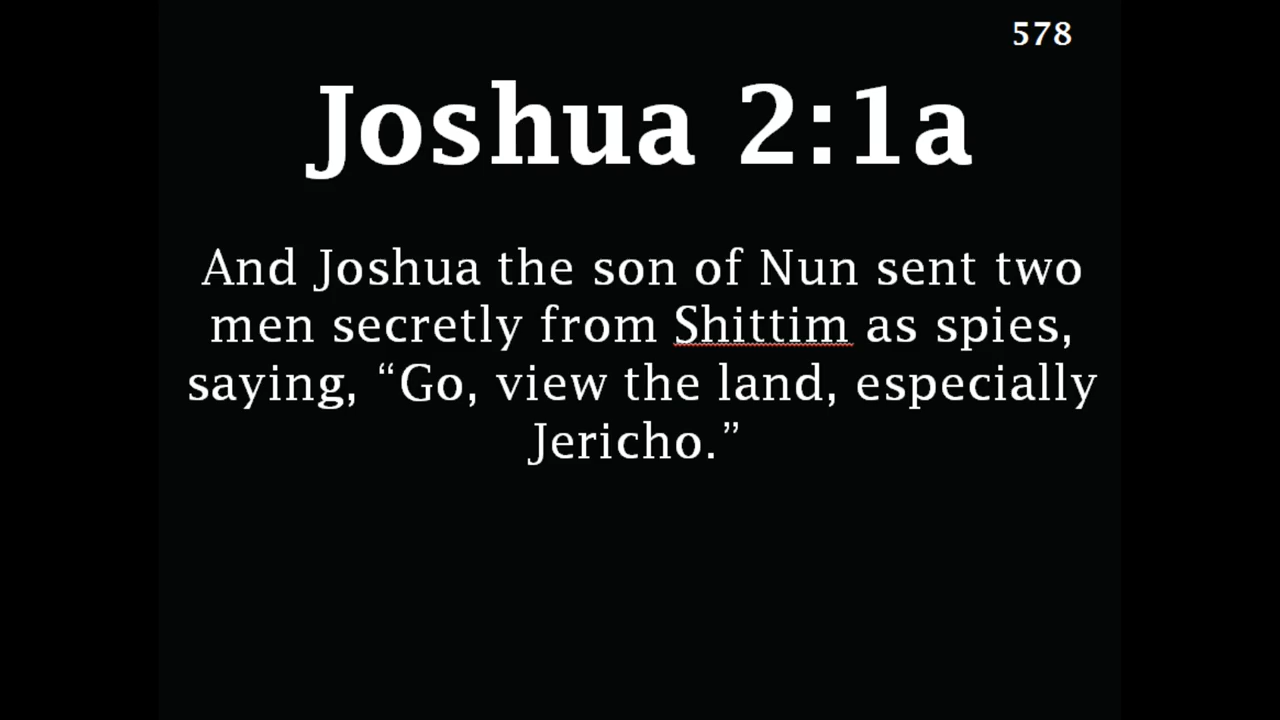 578
Joshua 2:1a
And Joshua the son of Nun sent two
men secretly from Shittim as spies,
saying, “Go, view the land, especially
Jericho.”